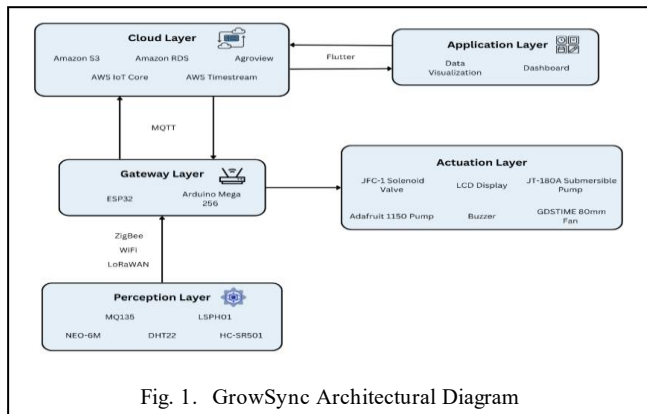 Cloud Layer
Amazon S3 Amazon RDS Agroview
AWS IoT Core AWS Timestream
Flutter
Application Layer
Data
Visualization
Dashboard
MQTT
Gateway Layer
ESP32
Arduino Mega
256
Actuation Layer
JFC-1 Solenoid
Valve
LCD Display
JT-180A Submersible
Pump
Adafruit 1150 Pump
Buzzer
GDSTIME 80mm
Fan
ZigBee
WiFi
LoRaWAN
Perception Layer
MQ135 LSPH01
NEO-6M DHT22 HC-SR501
Fig. 1. GrowSync Architectural Diagram